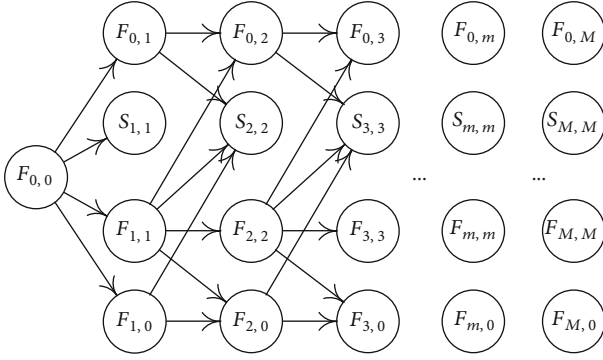 F0,1 F0,2 F0,3 F0,m F0,M
S1,1 S2,2 S3,3 Sm,m SM,M
F0,0 ... ...
F1,1 F2,2 F3,3 Fm,m FM,M
F1,0 F2,0 F3,0 Fm,0 FM,0